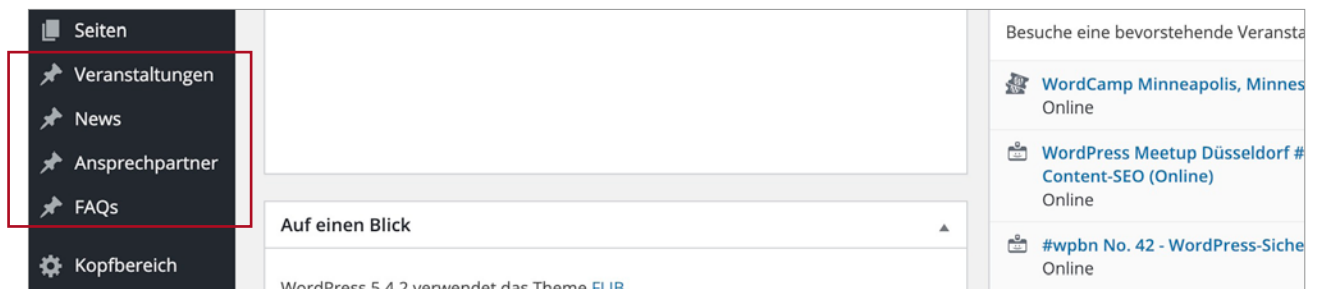 Seiten
Veranstaltungen
News
Ansprechpartner
FAQs
Kopfbereich
Auf einen Blick
WordPress 5.4.2 verwendet das Theme FUB
Besuche eine bevorstehende Veransta
WordCamp Minneapolis, Minnes
Online
WordPress Meetup Düsseldorf #
Content-SEO (Online)
Online
#wpbn No. 42 - WordPress-Siche
Online